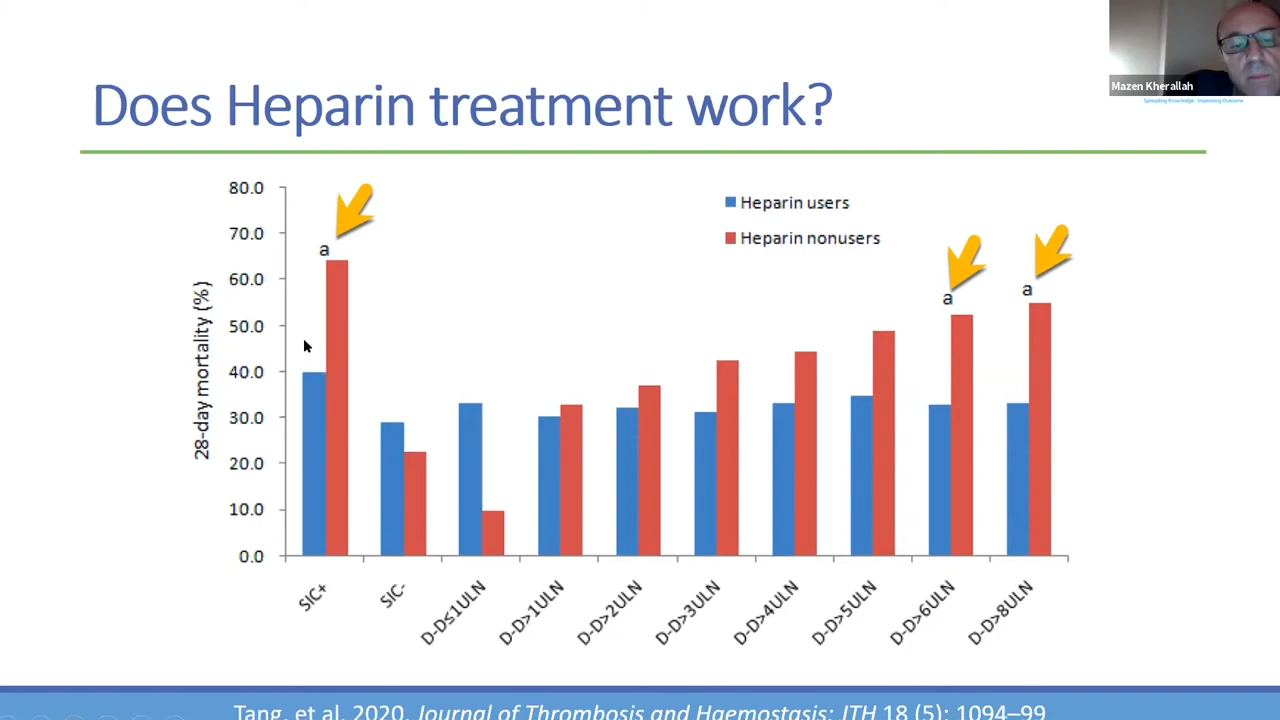 Mazen Kherallah
Spreading Knowledge - Improving Outcome
Does Heparin treatment work?
80.0
70.0
60.0
50.0
40.0
30.0
20.0
10.0
0.0
28-day mortality (%)
Heparin users
Heparin nonusers
a
a
a
SIC+
SIC-
D-D≤1ULN
D-D>1ULN
D-D>2ULN
D-D>3ULN
D-D>4ULN
D-D>5ULN
D-D>6ULN
D-D>8ULN
Tang, et al. 2020. Journal of Thrombosis and Haemostasis: JTH 18 (5): 1094–99